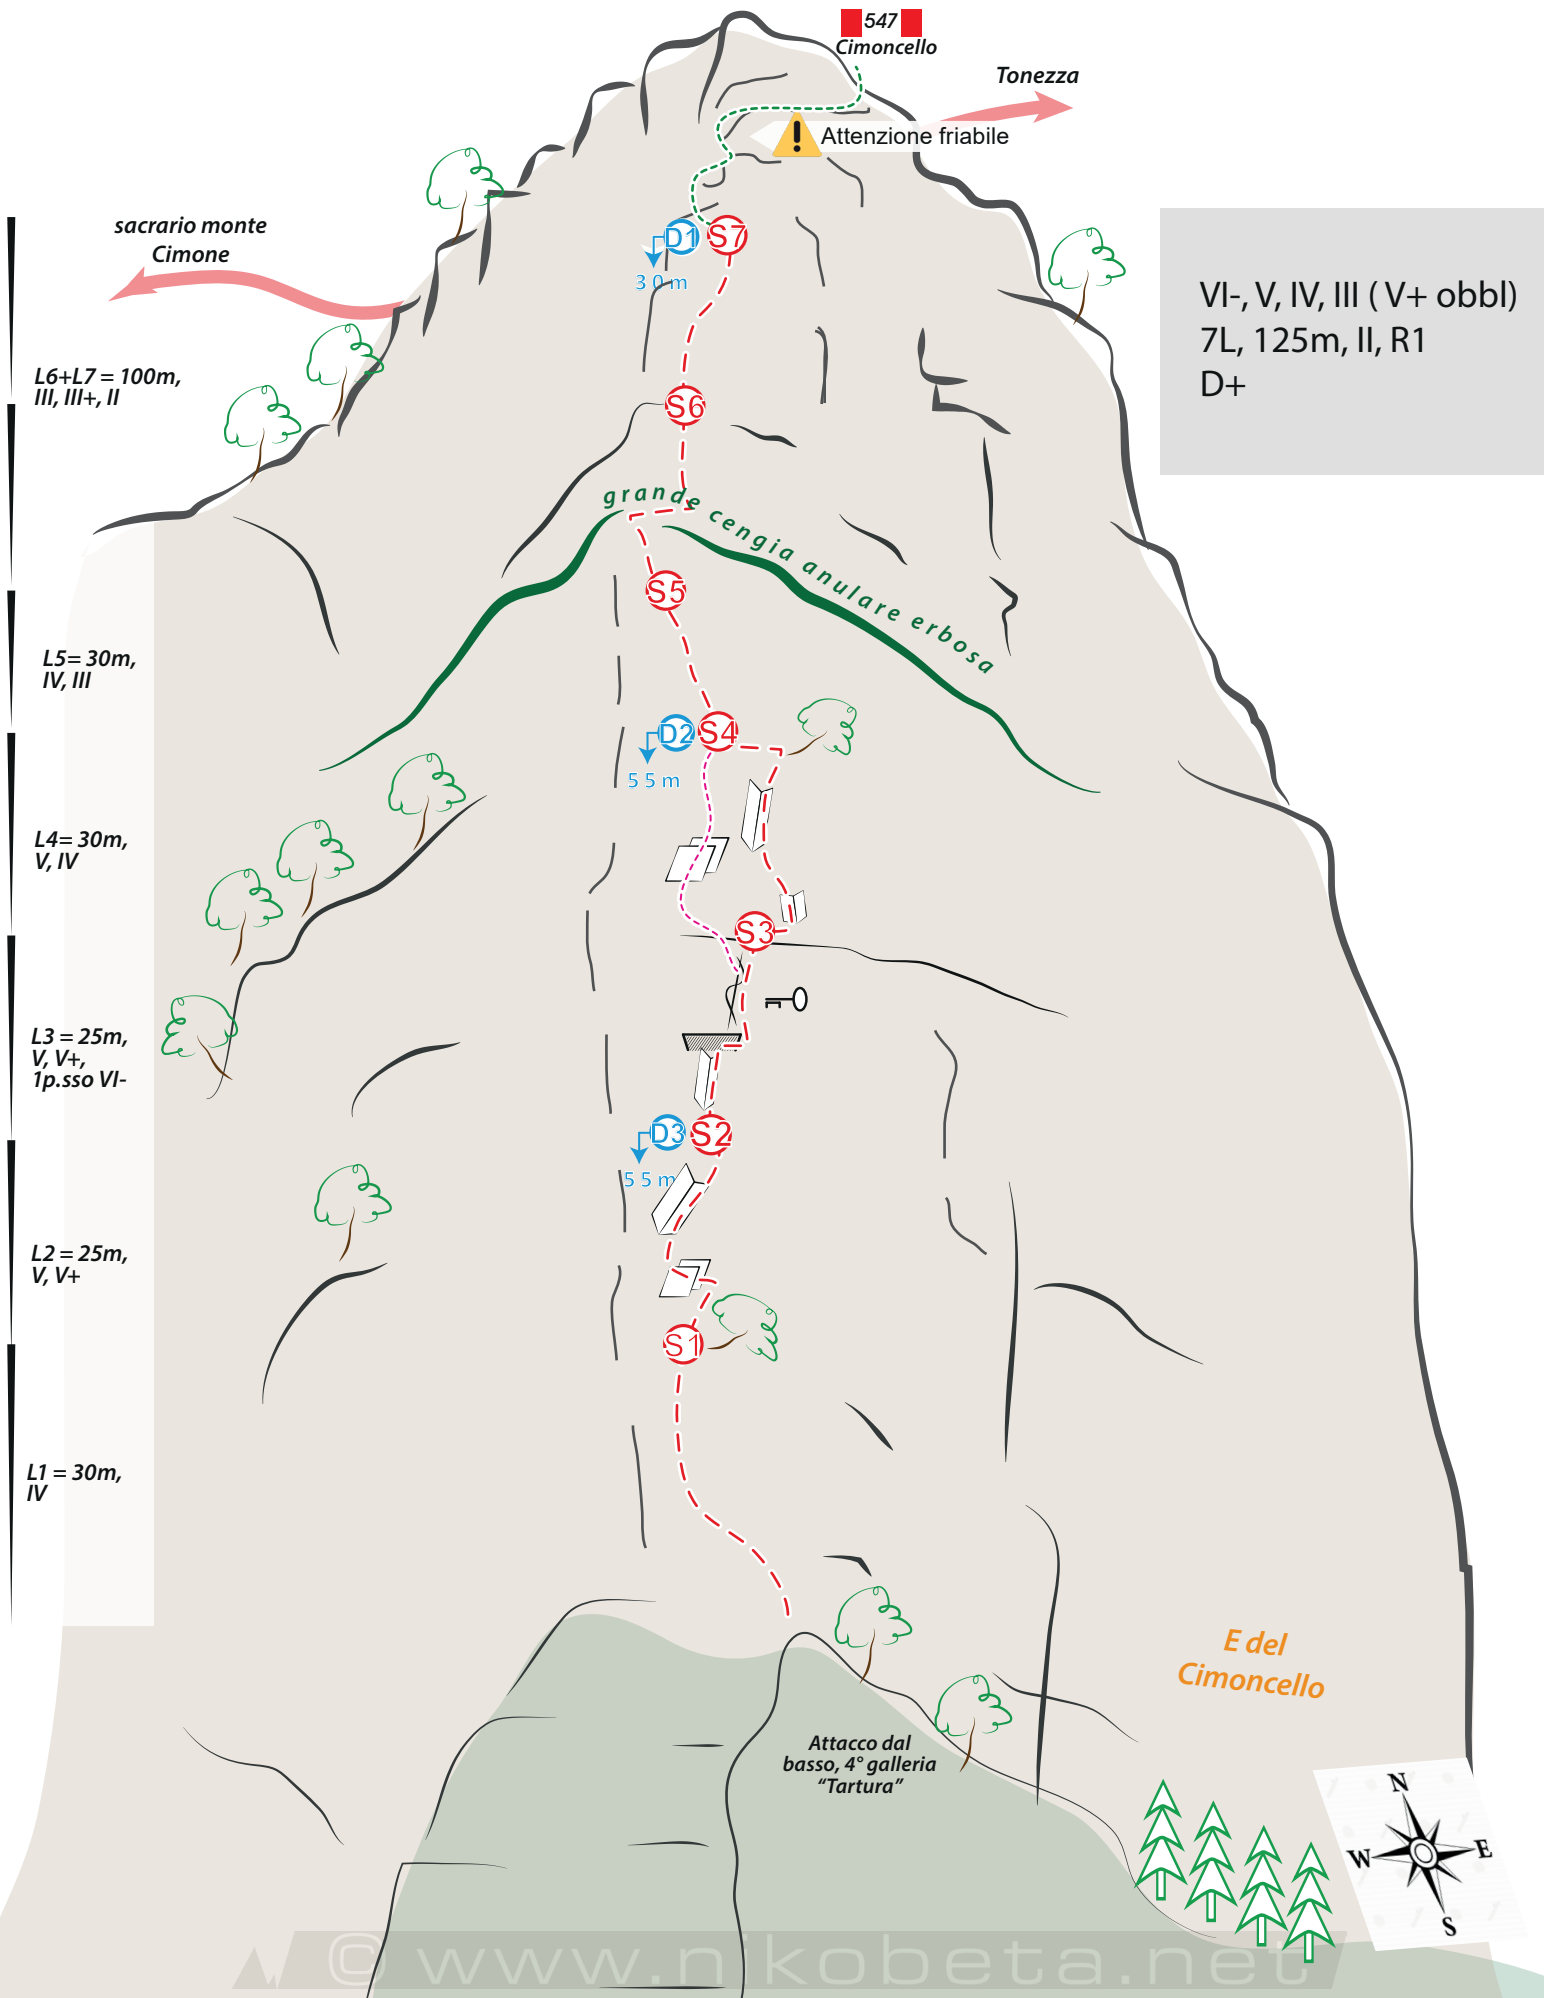 547
Cimoncello
Tonezza
Attenzione friabile
sacrario monte
Cimone
D1
S7
30m
VI-, V, IV, III ( V+ obbl)
7L, 125m, II, R1
D+
L6+L7 = 100m,
III, III+, II
S6
grande cengia anulare erbosa
S5
L5= 30m,
IV, III
D2
S4
55m
L4= 30m,
V, IV
S3
L3 = 25m,
V, V+,
1p.sso VI-
D3
S2
55m
L2 = 25m,
V, V+
S1
L1 = 30m,
IV
E del
Cimoncello
Attacco dal
basso, 4° galleria
“Tartura”
N
W
E
S
© www.nikobeta.net